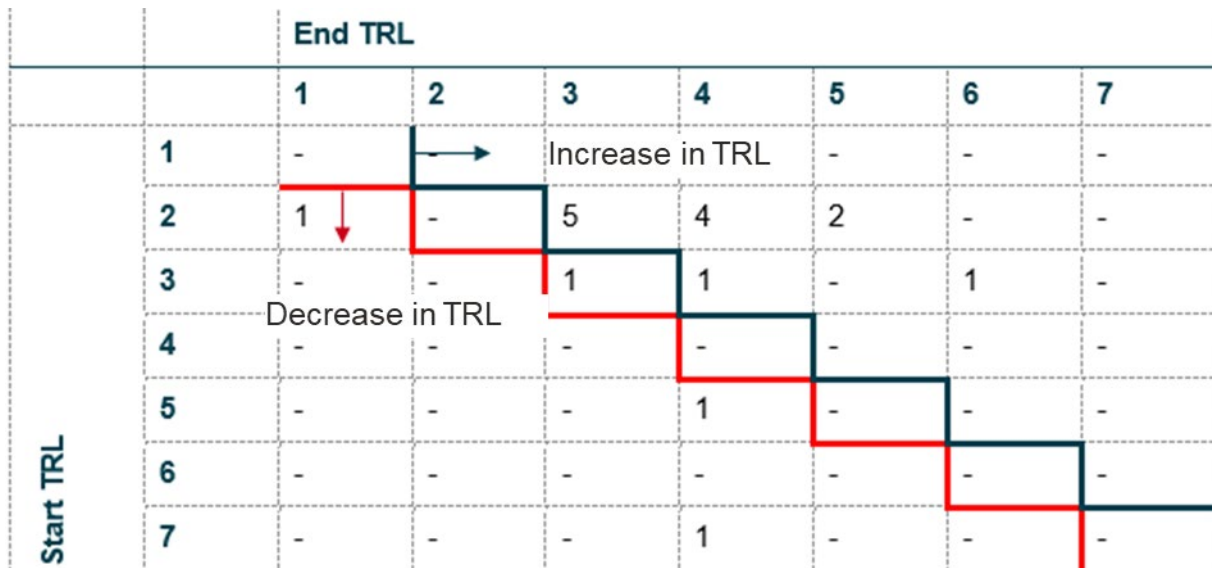 End TRL
1 2 3 4 5 6 7
1 - - Increase in TRL - - -
2 1 - 5 4 2 - -
3 - - 1 1 - 1 -
Decrease in TRL
4 - - - - - - -
5 - - - 1 - - -
6 - - - - - - -
7 - - - 1 - - -
Start TRL